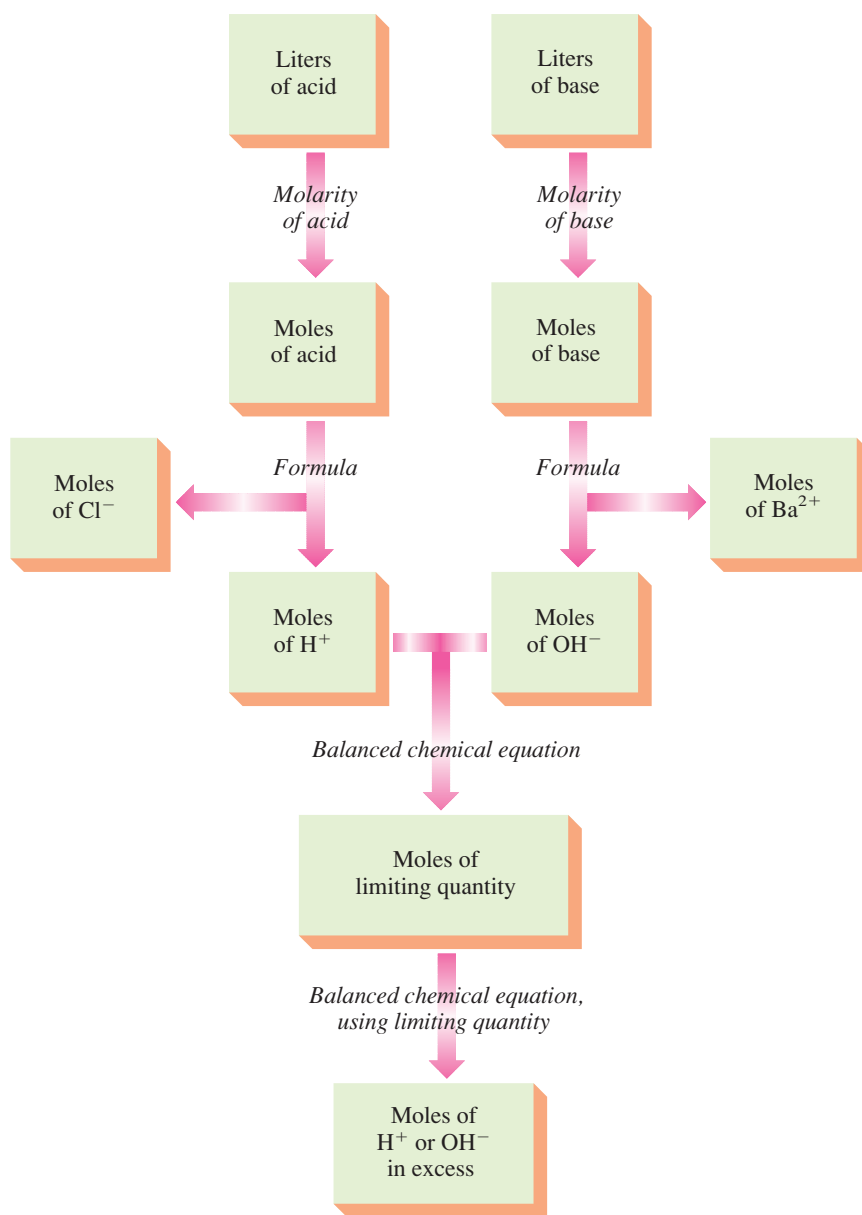 Liters
of acid
Liters
of base
Molarity
of acid
Molarity
of base
Moles
of acid
Moles
of base
Formula
Formula
Moles
of Cl⁻
Moles
of Ba²⁺
Moles
of H⁺
Moles
of OH⁻
Balanced chemical equation
Moles of
limiting quantity
Balanced chemical equation,
using limiting quantity
Moles of
H⁺ or OH⁻
in excess